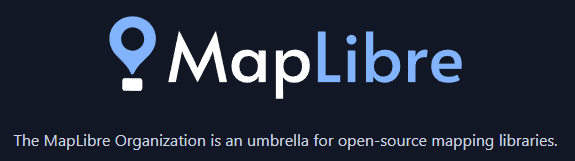 MapLibre
The MapLibre Organization is an umbrella for open-source mapping libraries.